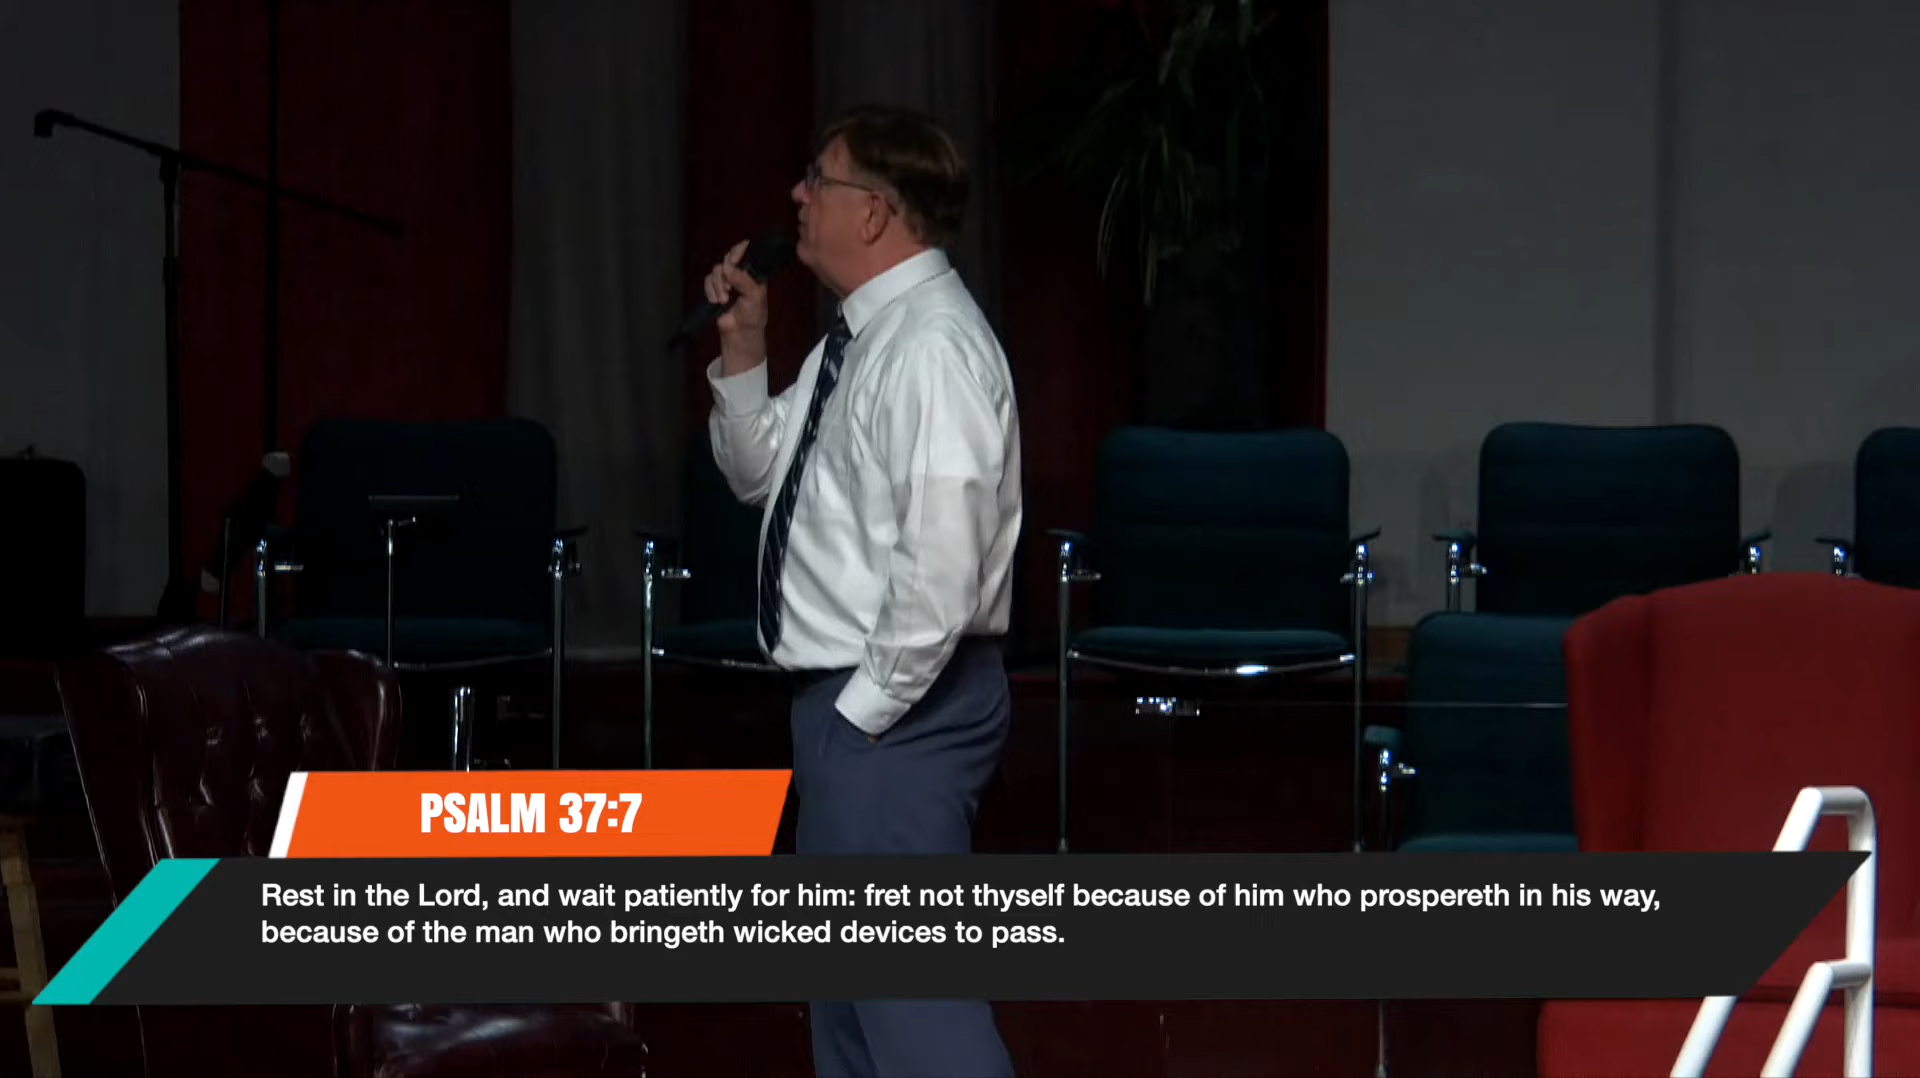 PSALM 37:7
Rest in the Lord, and wait patiently for him: fret not thyself because of him who prospereth in his way,
because of the man who bringeth wicked devices to pass.